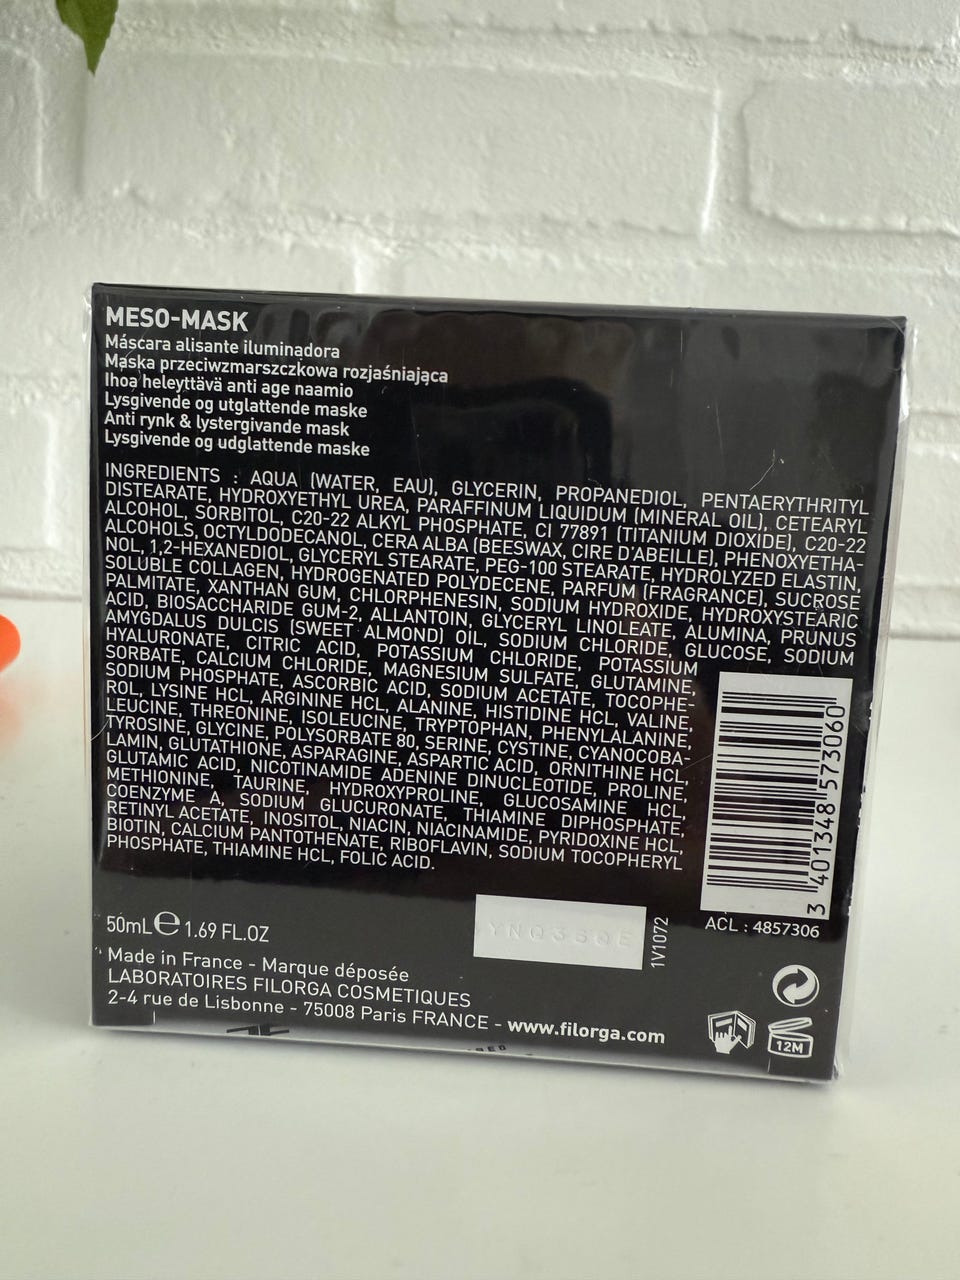 MESO-MASK
Máscara alisante iluminadora
Maska przeciwzmarszczkowa rozjaśniająca
Ihoa heleyttävä anti age naamio
Lysgivende og utglattende maske
Anti rynk & lystergivande mask
Lysgivende og udglattende maske
INGREDIENTS : AQUA (WATER, EAU), GLYCERIN, PROPANEDIOL, PENTAERYTHRITYL
DISTEARATE, HYDROXYETHYL UREA, PARAFFINUM LIQUIDUM (MINERAL OIL), CETEARYL
ALCOHOL, SORBITOL, C20-22 ALKYL PHOSPHATE, CI 77891 (TITANIUM DIOXIDE), C20-22
ALCOHOLS, OCTYLDODECANOL, CERA ALBA (BEESWAX, CIRE D'ABEILLE), PHENOXYETHA-
NOL, 1,2-HEXANEDIOL, GLYCERYL STEARATE, PEG-100 STEARATE, HYDROLYZED ELASTIN,
SOLUBLE COLLAGEN, HYDROGENATED POLYDECENE, PARFUM (FRAGRANCE), SUCROSE
PALMITATE, XANTHAN GUM, CHLORPHENESIN, SODIUM HYDROXIDE, HYDROXYSTEARIC
ACID, BIOSACCHARIDE GUM-2, ALLANTOIN, GLYCERYL LINOLEATE, ALUMINA, PRUNUS
AMYGDALUS DULCIS (SWEET ALMOND) OIL, SODIUM CHLORIDE, GLUCOSE, SODIUM
HYALURONATE, CITRIC ACID, POTASSIUM CHLORIDE, POTASSIUM
SORBATE, CALCIUM CHLORIDE, MAGNESIUM SULFATE, GLUTAMINE,
SODIUM PHOSPHATE, ASCORBIC ACID, SODIUM ACETATE, TOCOPHE-
ROL, LYSINE HCL, ARGININE HCL, ALANINE, HISTIDINE HCL, VALINE,
LEUCINE, THREONINE, ISOLEUCINE, TRYPTOPHAN, PHENYLALANINE,
TYROSINE, GLYCINE, POLYSORBATE 80, SERINE, CYSTINE, CYANOCOBA-
LAMIN, GLUTATHIONE, ASPARAGINE, ASPARTIC ACID, ORNITHINE HCL,
GLUTAMIC ACID, NICOTINAMIDE ADENINE DINUCLEOTIDE, PROLINE,
METHIONINE, TAURINE, HYDROXYPROLINE, GLUCOSAMINE HCL,
COENZYME A, SODIUM GLUCURONATE, THIAMINE DIPHOSPHATE,
RETINYL ACETATE, INOSITOL, NIACIN, NIACINAMIDE, PYRIDOXINE HCL,
BIOTIN, CALCIUM PANTOTHENATE, RIBOFLAVIN, SODIUM TOCOPHERYL
PHOSPHATE, THIAMINE HCL, FOLIC ACID.
3 401348 573060
ACL : 4857306
50mL e 1.69 FL.OZ
1V1072
Made in France - Marque déposée
LABORATOIRES FILORGA COSMETIQUES
2-4 rue de Lisbonne - 75008 Paris FRANCE - www.filorga.com
12M